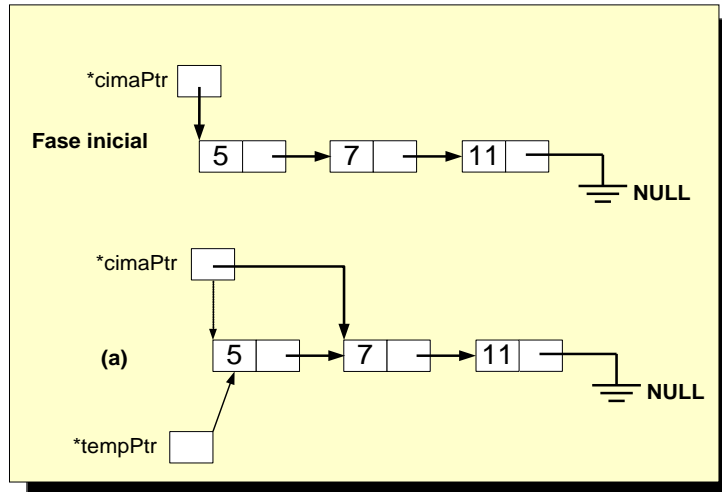 *cimaPtr
Fase inicial
5 7 11
NULL
*cimaPtr
(a)
5 7 11
NULL
*tempPtr